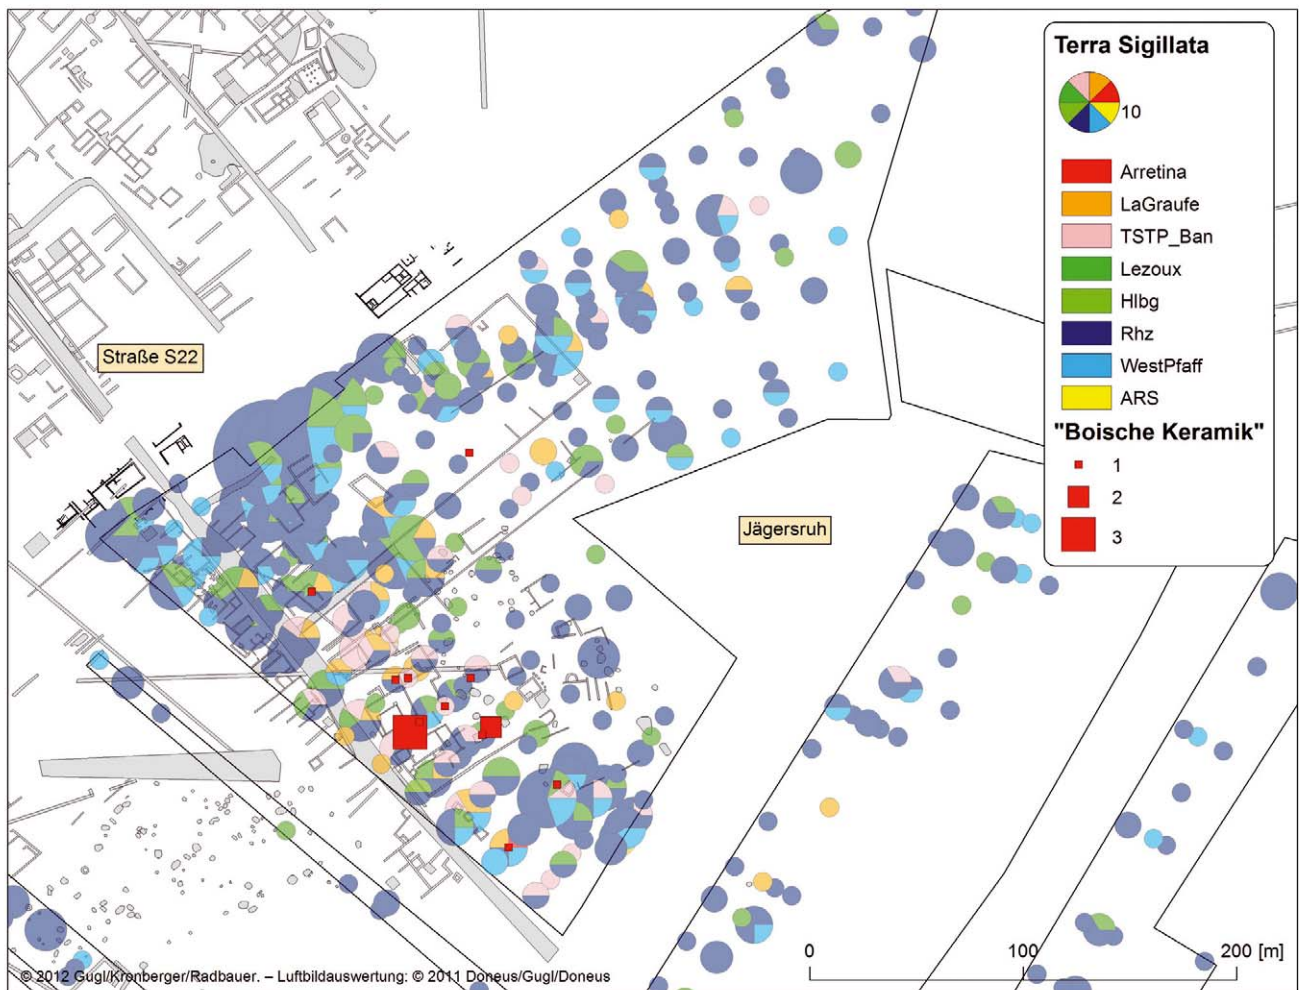 Terra Sigillata
10
Arretina
LaGraufe
TSTP_Ban
Lezoux
Hlbg
Rhz
WestPfaff
ARS
"Boische Keramik"
1
2
3
Straße S22
Jägersruh
0 100 200 [m]
© 2012 Gugl/Kronberger/Radbauer. – Luftbildauswertung: © 2011 Doneus/Gugl/Doneus